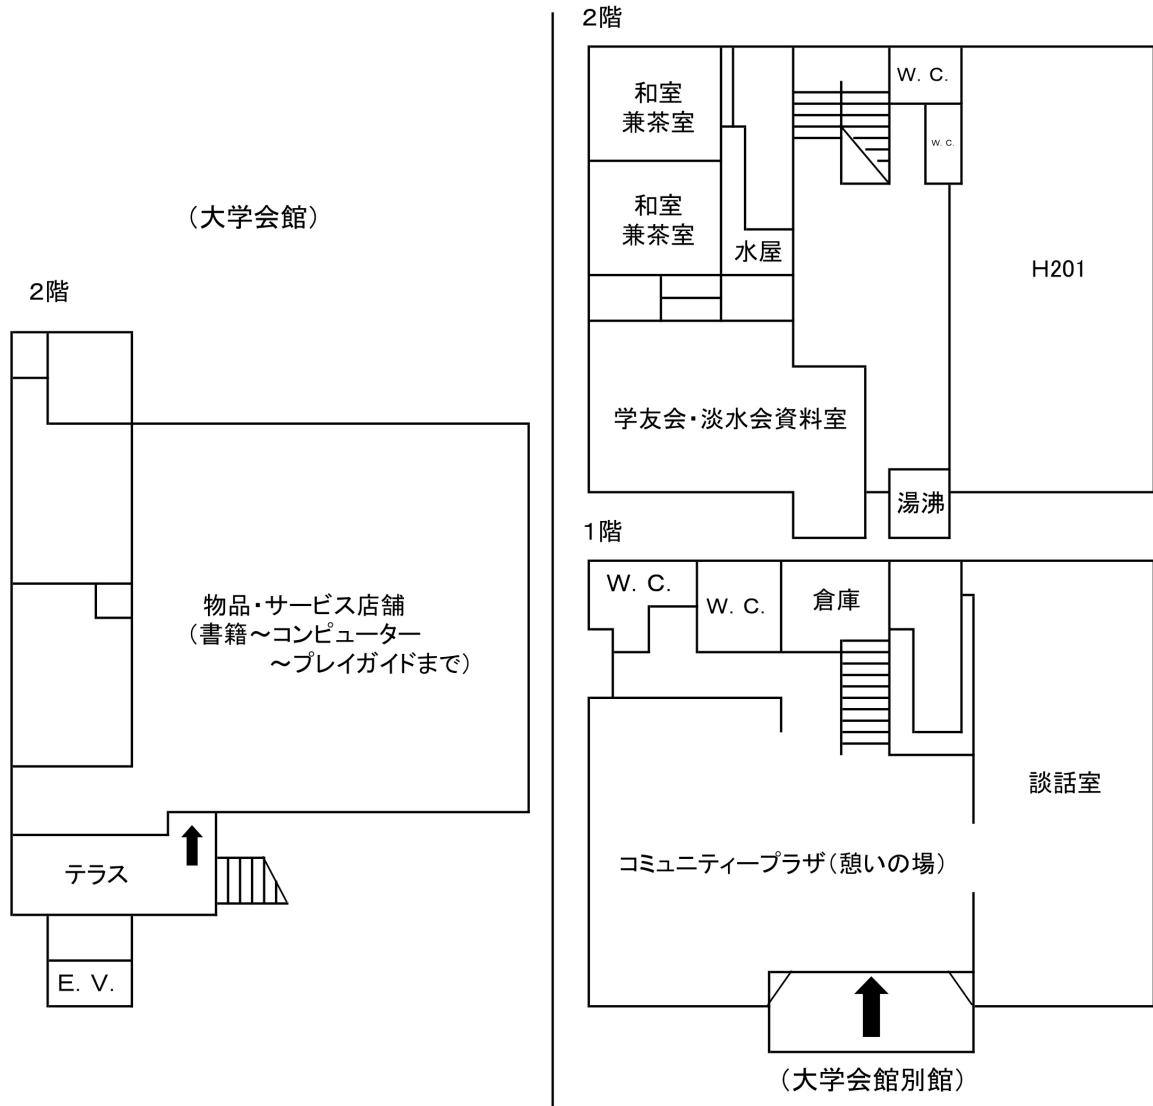 (大学会館)
2階
物品・サービス店舗
(書籍~コンピューター
~プレイガイドまで)
テラス
E. V.
2階
和室
兼茶室
W. C.
W. C.
和室
兼茶室
水屋
H201
学友会・淡水会資料室
湯沸
1階
W. C.
W. C.
倉庫
談話室
コミュニティープラザ(憩いの場)
(大学会館別館)